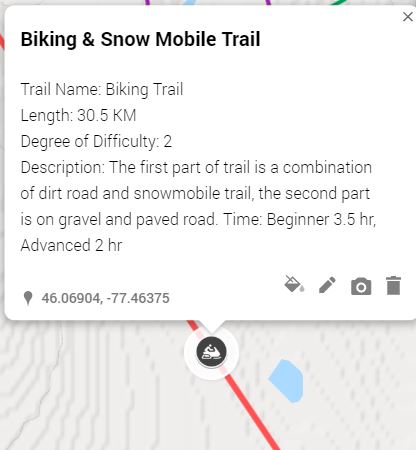 Biking & Snow Mobile Trail
Trail Name: Biking Trail
Length: 30.5 KM
Degree of Difficulty: 2
Description: The first part of trail is a combination
of dirt road and snowmobile trail, the second part
is on gravel and paved road. Time: Beginner 3.5 hr,
Advanced 2 hr
46.06904, -77.46375